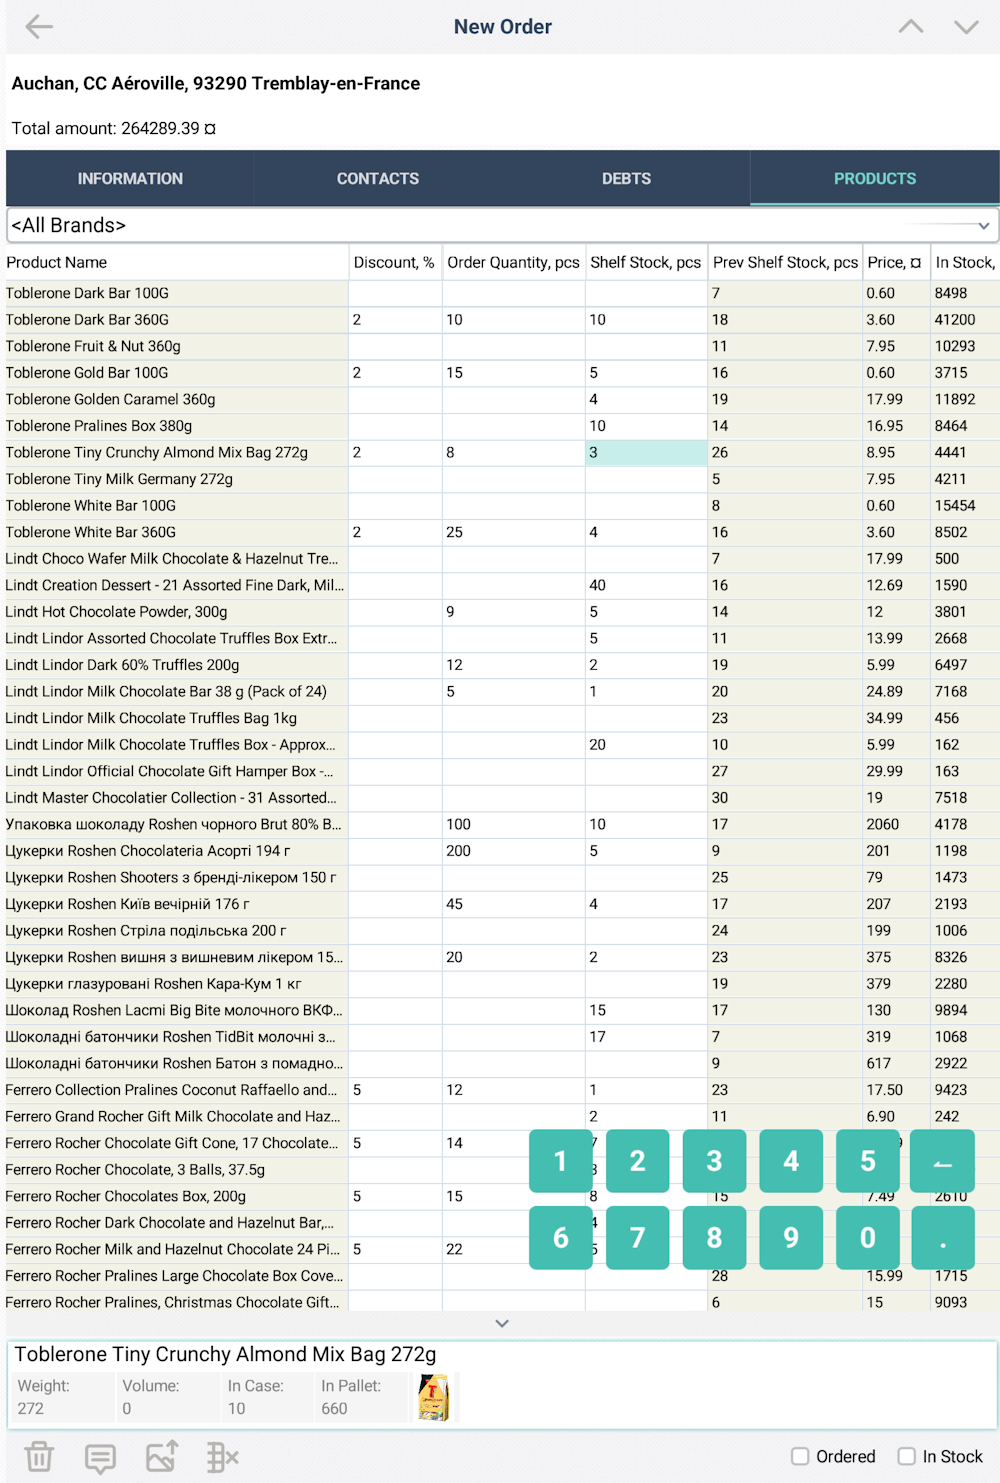 New Order
Auchan, CC Aéroville, 93290 Tremblay-en-France
Total amount: 264289.39 ¤
INFORMATION CONTACTS DEBTS PRODUCTS
<All Brands>
Product Name Discount, % Order Quantity, pcs Shelf Stock, pcs Prev Shelf Stock, pcs Price, ¤ In Stock,
Toblerone Dark Bar 100G 7 0.60 8498
Toblerone Dark Bar 360G 2 10 10 18 3.60 41200
Toblerone Fruit & Nut 360g 11 7.95 10293
Toblerone Gold Bar 100G 2 15 5 16 0.60 3715
Toblerone Golden Caramel 360g 4 19 17.99 11892
Toblerone Pralines Box 380g 10 14 16.95 8464
Toblerone Tiny Crunchy Almond Mix Bag 272g 2 8 3 26 8.95 4441
Toblerone Tiny Milk Germany 272g 5 7.95 4211
Toblerone White Bar 100G 8 0.60 15454
Toblerone White Bar 360G 2 25 4 16 3.60 8502
Lindt Choco Wafer Milk Chocolate & Hazelnut Tre... 7 17.99 500
Lindt Creation Dessert - 21 Assorted Fine Dark, Mil... 40 16 12.69 1590
Lindt Hot Chocolate Powder, 300g 9 5 14 12 3801
Lindt Lindor Assorted Chocolate Truffles Box Extr... 5 11 13.99 2668
Lindt Lindor Dark 60% Truffles 200g 12 2 19 5.99 6497
Lindt Lindor Milk Chocolate Bar 38 g (Pack of 24) 5 1 20 24.89 7168
Lindt Lindor Milk Chocolate Truffles Bag 1kg 23 34.99 456
Lindt Lindor Milk Chocolate Truffles Box - Approx... 20 10 5.99 162
Lindt Lindor Official Chocolate Gift Hamper Box -... 27 29.99 163
Lindt Master Chocolatier Collection - 31 Assorted... 30 19 7518
Упаковка шоколаду Roshen чорного Brut 80% В... 100 10 17 2060 4178
Цукерки Roshen Chocolateria Асорті 194 г 200 5 9 201 1198
Цукерки Roshen Shooters з бренді-лікером 150 г 25 79 1473
Цукерки Roshen Київ вечірній 176 г 45 4 17 207 2193
Цукерки Roshen Стріла подільська 200 г 24 199 1006
Цукерки Roshen вишня з вишневим лікером 15... 20 2 23 375 8326
Цукерки глазуровані Roshen Кара-Кум 1 кг 19 379 2280
Шоколад Roshen Lacmi Big Bite молочного ВКФ... 15 17 130 9894
Шоколадні батончики Roshen TidBit молочні з... 17 7 319 1068
Шоколадні батончики Roshen Батон з помадно... 9 617 2922
Ferrero Collection Pralines Coconut Raffaello and... 5 12 1 23 17.50 9423
Ferrero Grand Rocher Gift Milk Chocolate and Haz... 2 11 6.90 242
Ferrero Rocher Chocolate Gift Cone, 17 Chocolate... 5 14
Ferrero Rocher Chocolate, 3 Balls, 37.5g
1 2 3 4 5
Ferrero Rocher Chocolates Box, 200g 5 15 8 15 7.49 2610
Ferrero Rocher Dark Chocolate and Hazelnut Bar,...
6 7 8 9 0 .
Ferrero Rocher Milk and Hazelnut Chocolate 24 Pi... 5 22
Ferrero Rocher Pralines Large Chocolate Box Cove... 28 15.99 1715
Ferrero Rocher Pralines, Christmas Chocolate Gift... 6 15 9093
Toblerone Tiny Crunchy Almond Mix Bag 272g
Weight: Volume: In Case: In Pallet:
272 0 10 660
Ordered In Stock